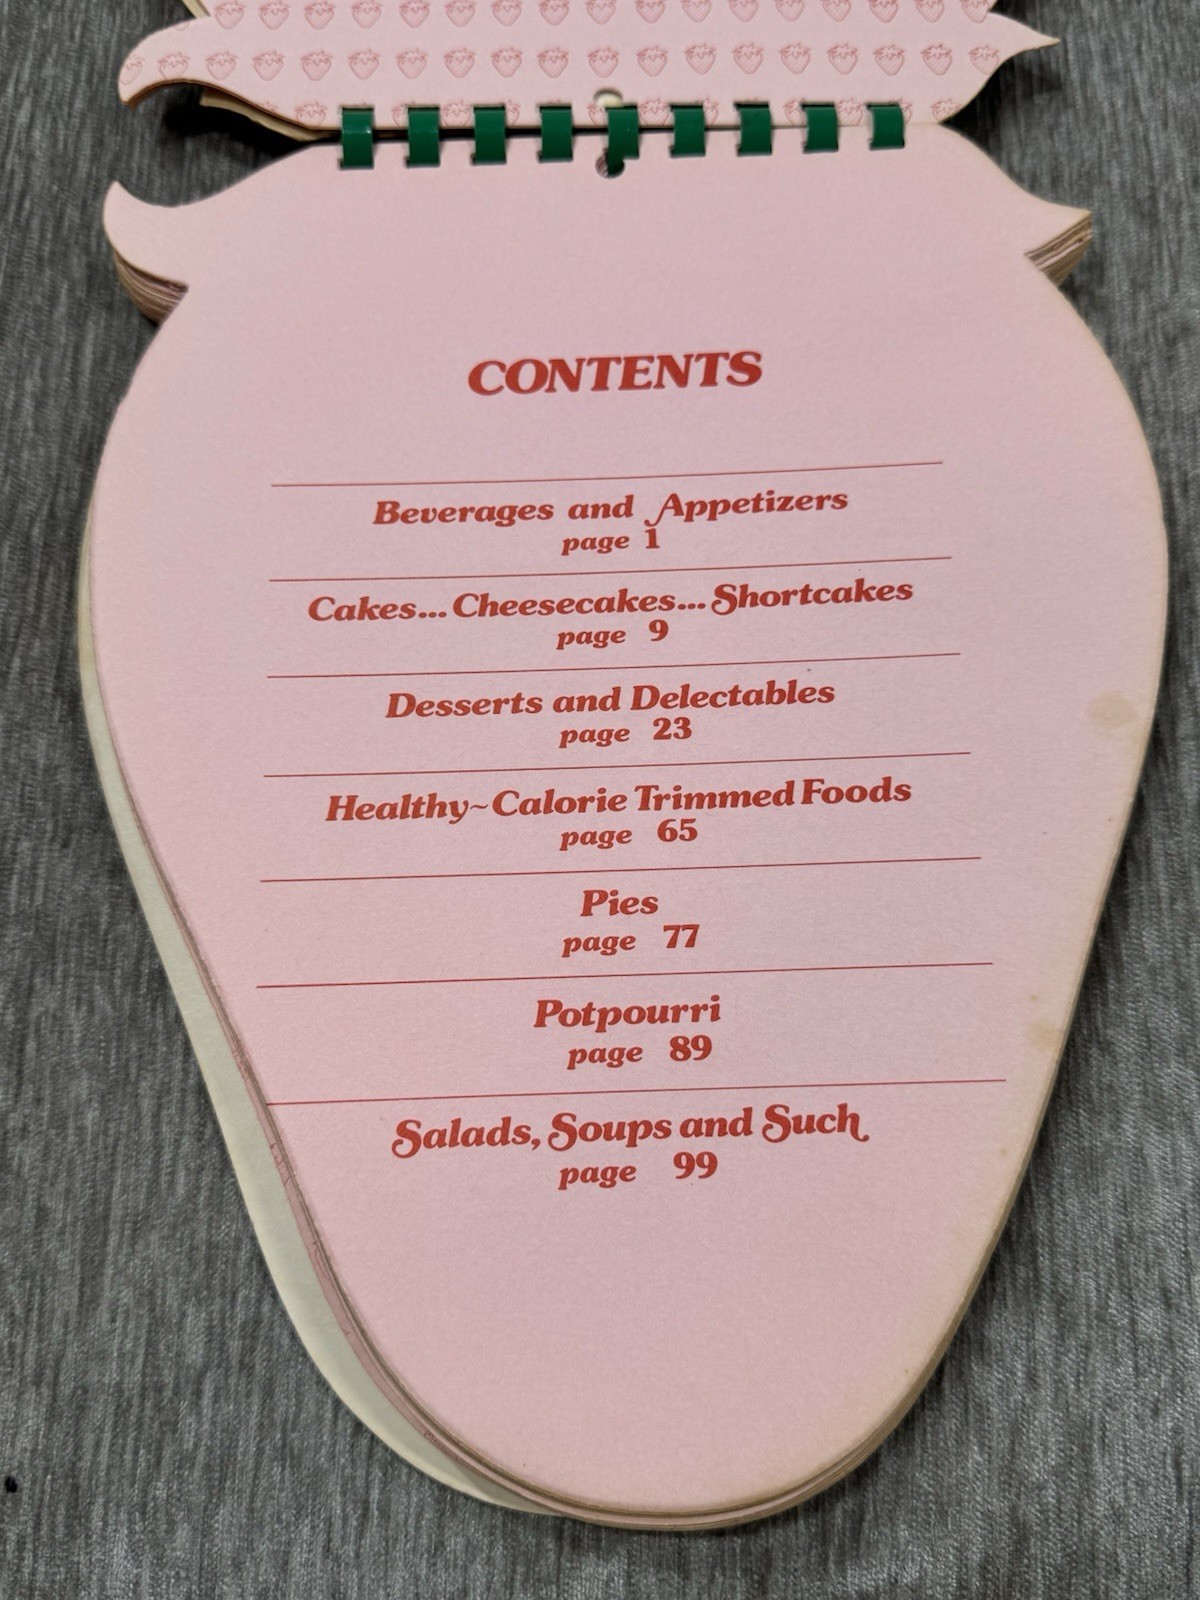 CONTENTS
Beverages and Appetizers
page 1
Cakes... Cheesecakes... Shortcakes
page 9
Desserts and Delectables
page 23
Healthy~Calorie Trimmed Foods
page 65
Pies
page 77
Potpourri
page 89
Salads, Soups and Such
page 99